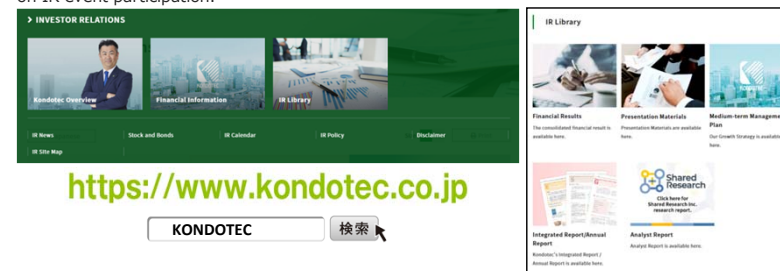 on IR event participation.
> INVESTOR RELATIONS
Kondotec Overview
Financial Information
IR Library
IR News
Stock and Bonds
IR Calendar
IR Policy
Disclaimer
IR Site Map
https://www.kondotec.co.jp
KONDOTEC
検索
IR Library
Financial Results
The consolidated financial result is
available here.
Presentation Materials
Presentation Materials are available
here.
Medium-term Manageme
Plan
Our Growth Strategy is available
here.
Integrated Report/Annual
Report
Kondotec's Integrated Report /
Annual Report is available here.
Shared
Research
Click here for
Shared Research Inc.
research report.
Analyst Report
Analyst Report is available here.